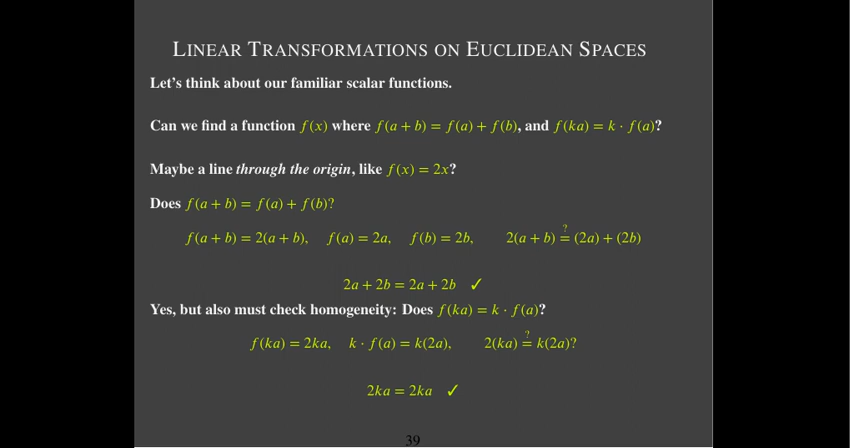 LINEAR TRANSFORMATIONS ON EUCLIDEAN SPACES
Let's think about our familiar scalar functions.
Can we find a function f(x) where f(a + b) = f(a) + f(b), and f(ka) = k · f(a)?
Maybe a line through the origin, like f(x) = 2x?
Does f(a + b) = f(a) + f(b)?
f(a + b) = 2(a + b), f(a) = 2a, f(b) = 2b, 2(a + b) ≟ (2a) + (2b)
2a + 2b = 2a + 2b ✓
Yes, but also must check homogeneity: Does f(ka) = k · f(a)?
f(ka) = 2ka, k · f(a) = k(2a), 2(ka) ≟ k(2a)?
2ka = 2ka ✓
39